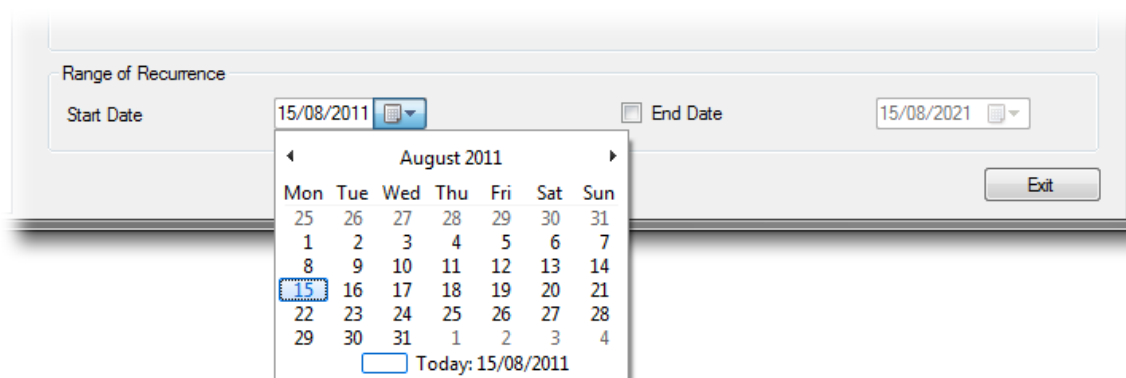 Range of Recurrence
Start Date 15/08/2011 End Date 15/08/2021
August 2011
Exit
Mon Tue Wed Thu Fri Sat Sun
25 26 27 28 29 30 31
1 2 3 4 5 6 7
8 9 10 11 12 13 14
15 16 17 18 19 20 21
22 23 24 25 26 27 28
29 30 31 1 2 3 4
Today: 15/08/2011